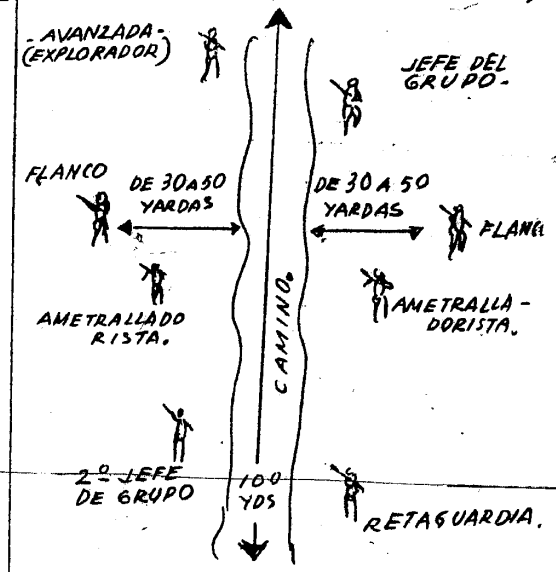 - AVANZADA -
(EXPLORADOR)
JEFE DEL
GRUPO -
FLANCO
DE 30 A 50
YARDAS
DE 30 A 50
YARDAS
FLANC
AMETRALLADO
RISTA.
CAMINO.
AMETRALLA -
DORISTA.
2º JEFE
DE GRUPO
100
YDS
RETAGUARDIA.